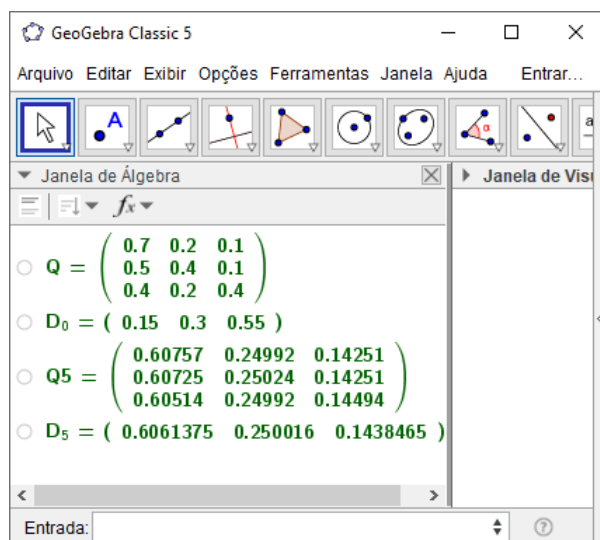 GeoGebra Classic 5
Arquivo Editar Exibir Opções Ferramentas Janela Ajuda Entrar...
A α a
Janela de Álgebra Janela de Vis
fx
Q = ( 0.7 0.2 0.1
0.5 0.4 0.1
0.4 0.2 0.4 )
D₀ = ( 0.15 0.3 0.55 )
Q5 = ( 0.60757 0.24992 0.14251
0.60725 0.25024 0.14251
0.60514 0.24992 0.14494 )
D₅ = ( 0.6061375 0.250016 0.1438465 )
Entrada: ?